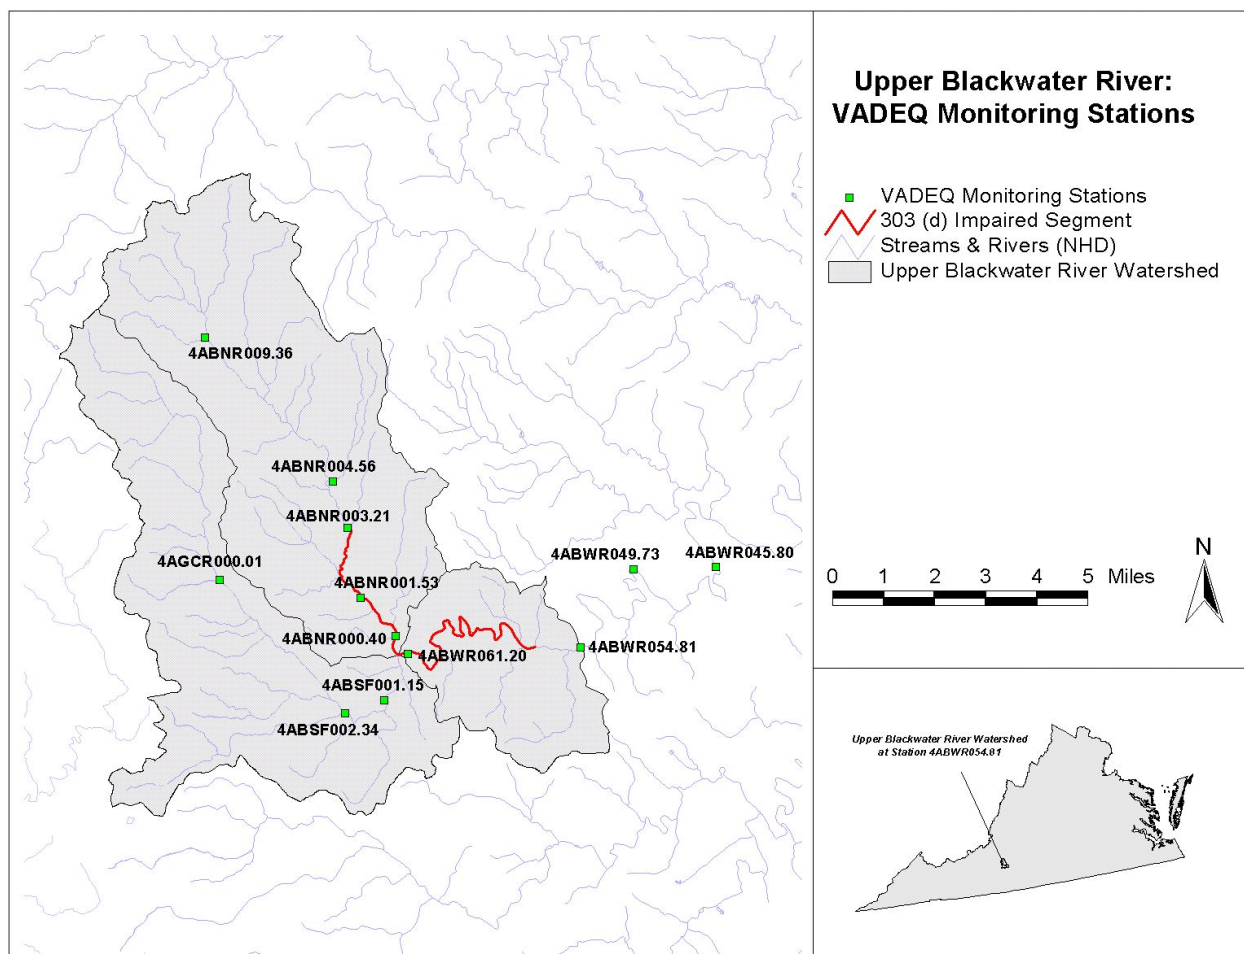 Upper Blackwater River:
VADEQ Monitoring Stations
VADEQ Monitoring Stations
303 (d) Impaired Segment
Streams & Rivers (NHD)
Upper Blackwater River Watershed
4ABNR009.36
4ABNR004.56
4ABNR003.21
4AGCR000.01
4ABWR049.73
4ABWR045.80
4ABNR001.53
4ABNR000.40
4ABWR061.20
4ABWR054.81
4ABSF001.15
4ABSF002.34
N
0 1 2 3 4 5 Miles
Upper Blackwater River Watershed
at Station 4ABWR054.81